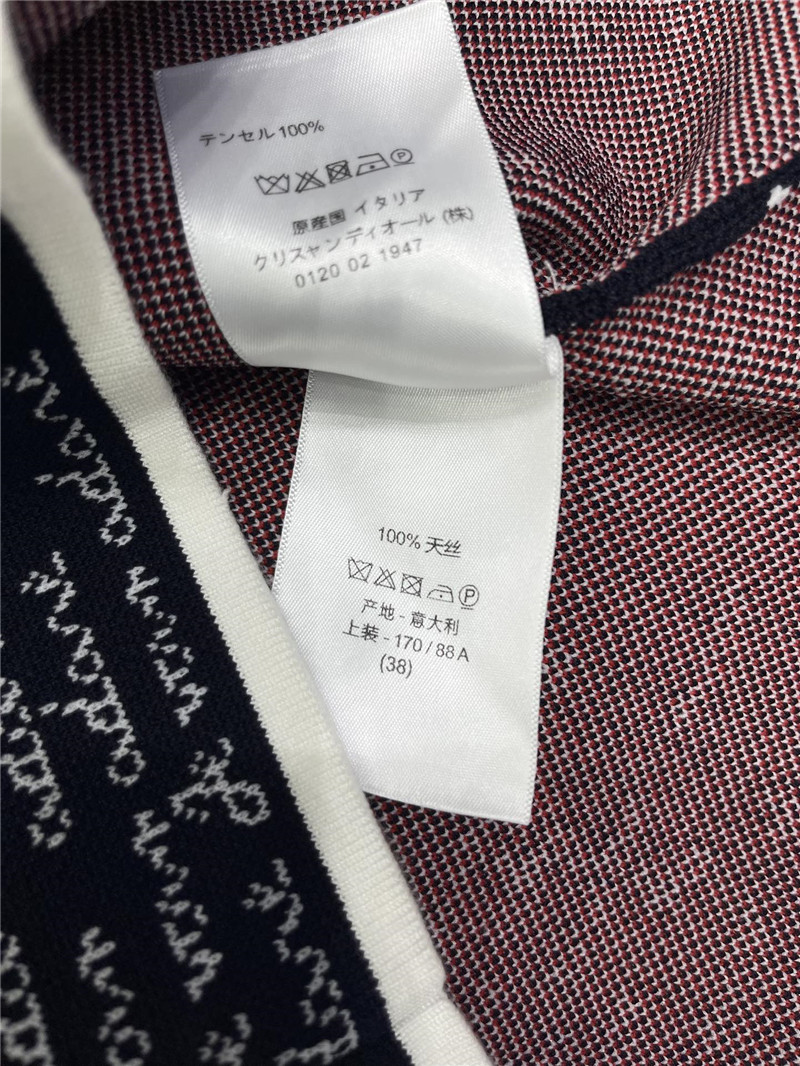 テンセル100%
P
原産国 イタリア
クリスャンディオール (株)
0120 02 1947
100% 天丝
P
产地 - 意大利
上装 - 170 / 88 A
(38)